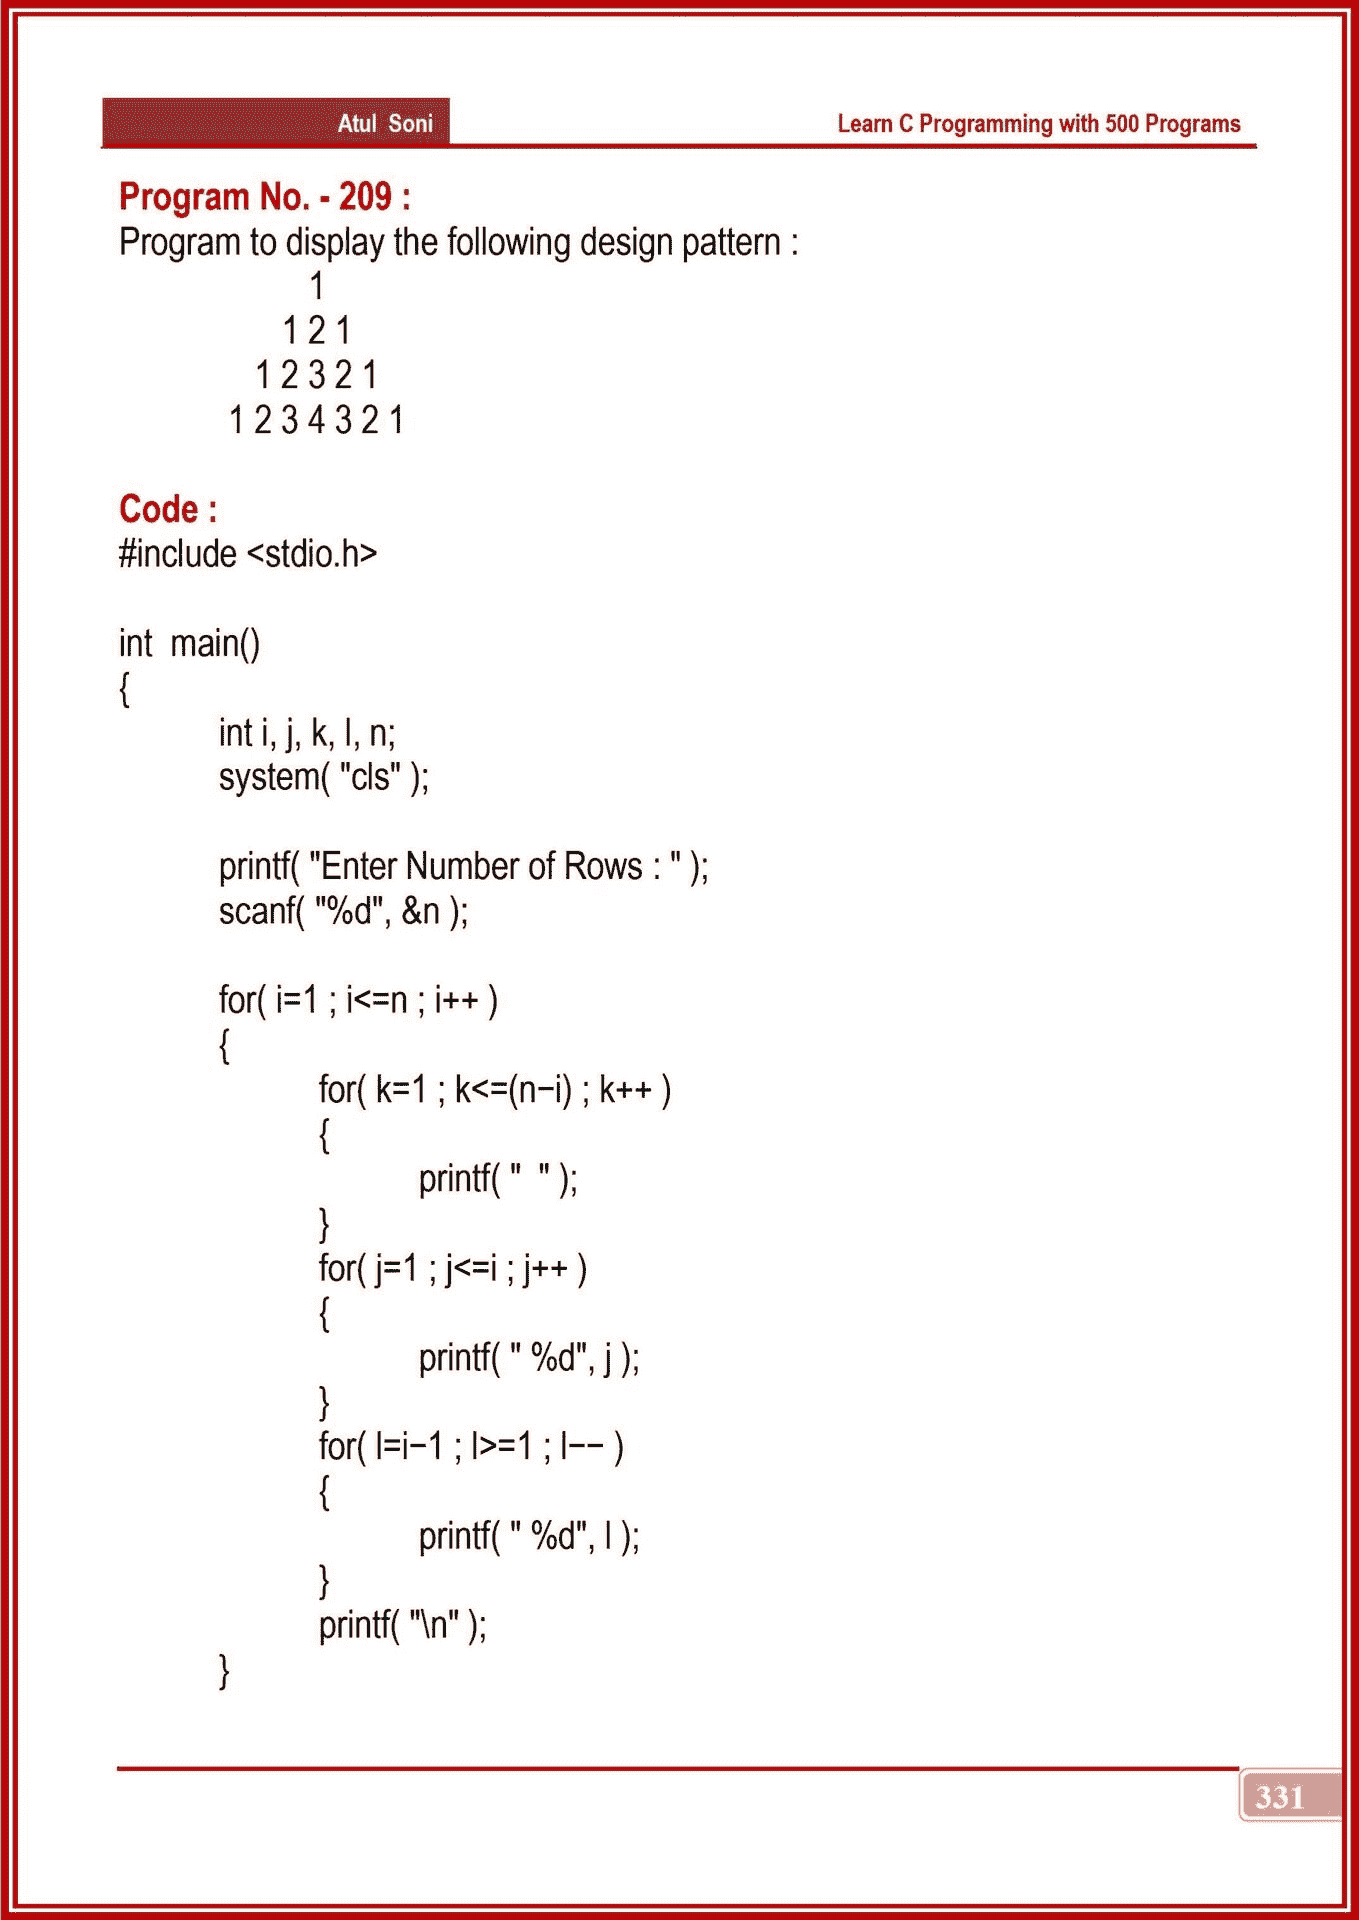 Atul  Soni
Learn C Programming with 500 Programs
Program No. - 209 :
Program to display the following design pattern :
1
1 2 1
1 2 3 2 1
1 2 3 4 3 2 1
Code :
#include <stdio.h>
int  main()
{
int i, j, k, l, n;
system( "cls" );
printf( "Enter Number of Rows : " );
scanf( "%d", &n );
for( i=1 ; i<=n ; i++ )
{
for( k=1 ; k<=(n−i) ; k++ )
{
printf( "  " );
}
for( j=1 ; j<=i ; j++ )
{
printf( " %d", j );
}
for( l=i−1 ; l>=1 ; l−− )
{
printf( " %d", l );
}
printf( "\n" );
}
331